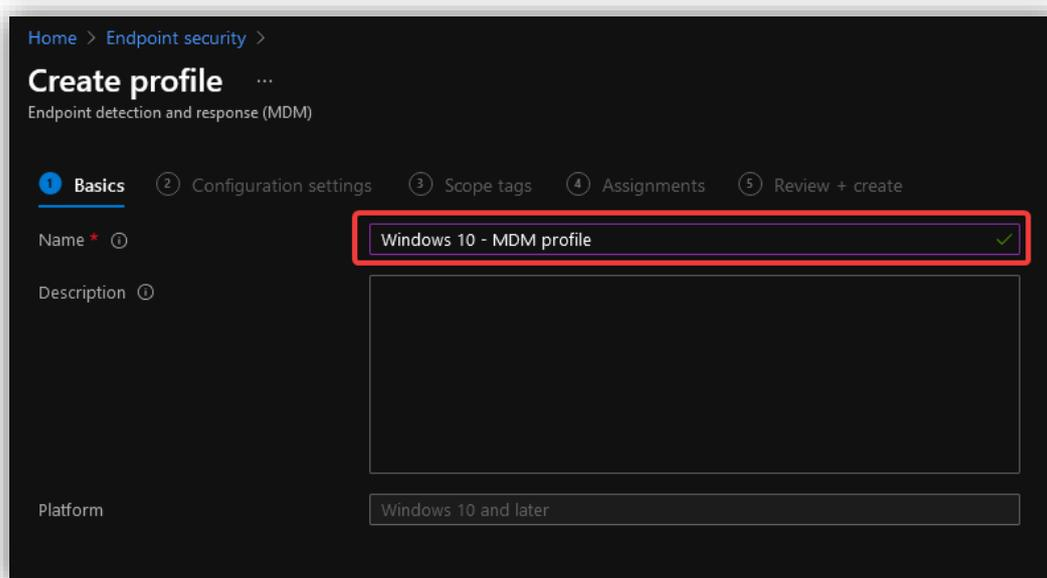 Home > Endpoint security >
Create profile ...
Endpoint detection and response (MDM)
1 Basics 2 Configuration settings 3 Scope tags 4 Assignments 5 Review + create
Name * Windows 10 - MDM profile
Description
Platform Windows 10 and later